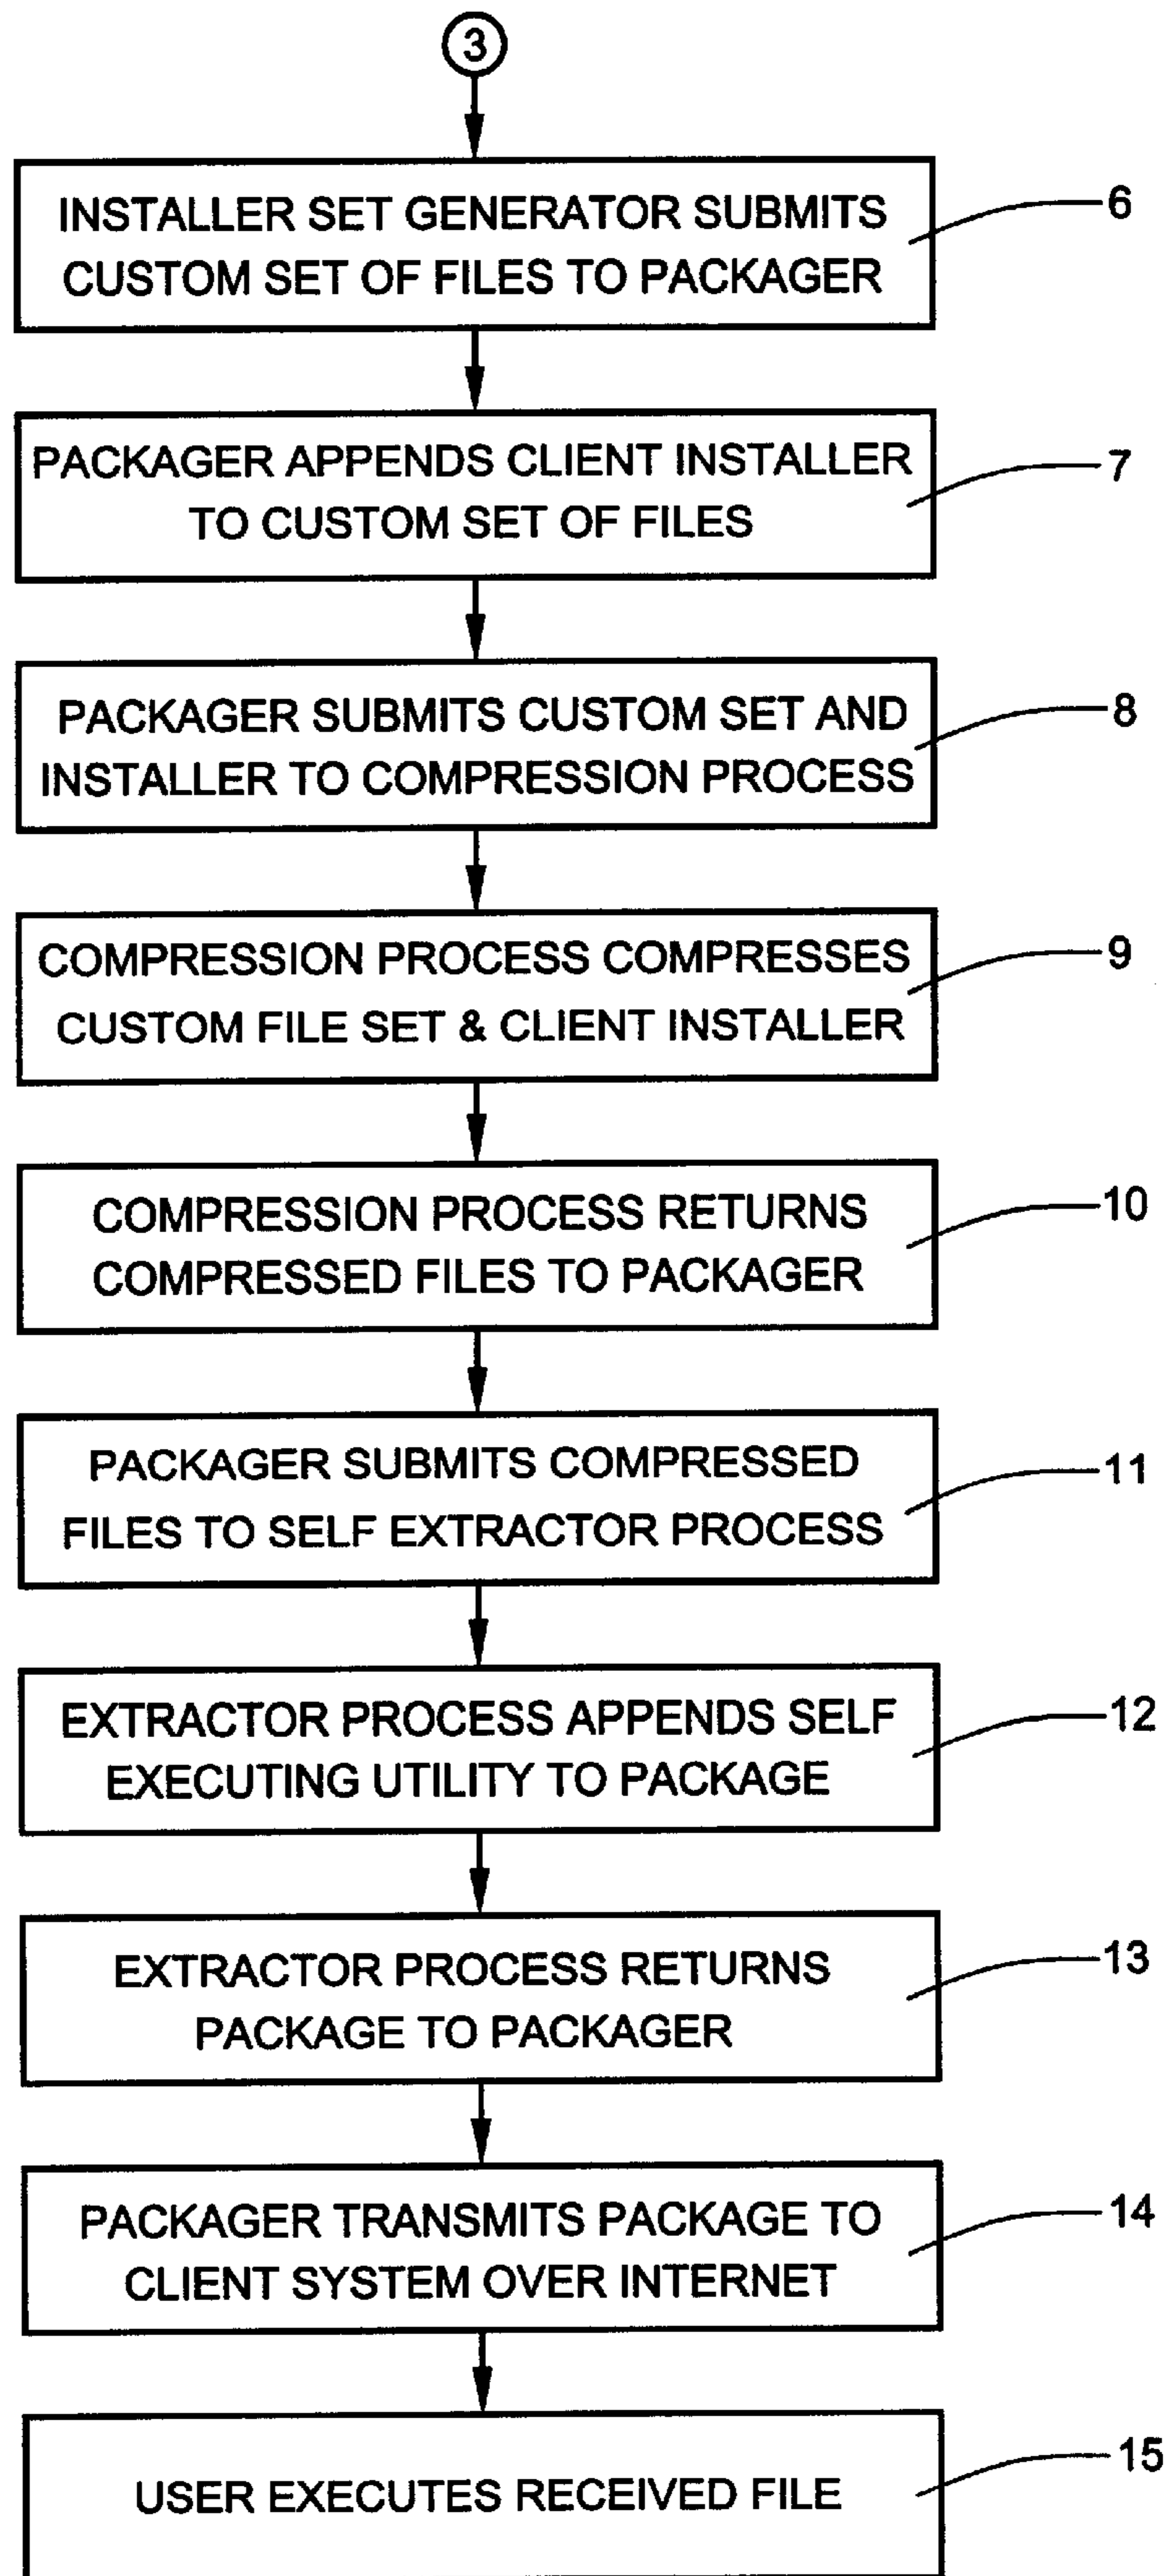 3
INSTALLER SET GENERATOR SUBMITS
CUSTOM SET OF FILES TO PACKAGER
6
PACKAGER APPENDS CLIENT INSTALLER
TO CUSTOM SET OF FILES
7
PACKAGER SUBMITS CUSTOM SET AND
INSTALLER TO COMPRESSION PROCESS
8
COMPRESSION PROCESS COMPRESSES
CUSTOM FILE SET & CLIENT INSTALLER
9
COMPRESSION PROCESS RETURNS
COMPRESSED FILES TO PACKAGER
10
PACKAGER SUBMITS COMPRESSED
FILES TO SELF EXTRACTOR PROCESS
11
EXTRACTOR PROCESS APPENDS SELF
EXECUTING UTILITY TO PACKAGE
12
EXTRACTOR PROCESS RETURNS
PACKAGE TO PACKAGER
13
PACKAGER TRANSMITS PACKAGE TO
CLIENT SYSTEM OVER INTERNET
14
USER EXECUTES RECEIVED FILE
15